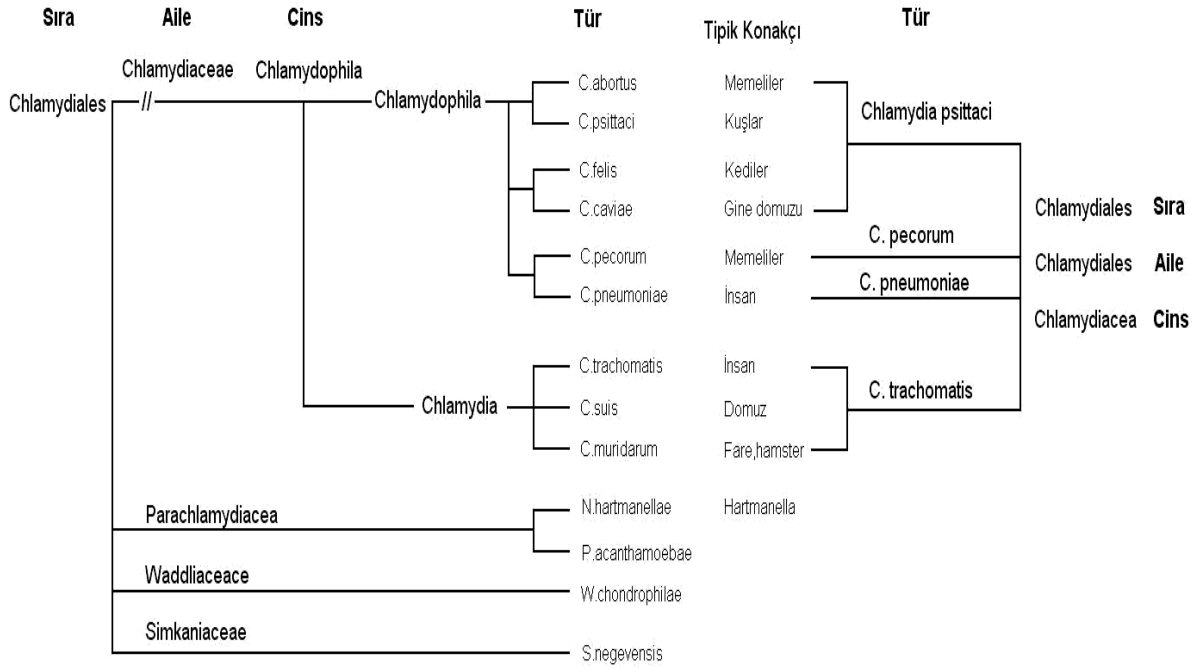 Sıra Aile Cins Tür Tipik Konakçı Tür
Chlamydiales Chlamydiaceae Chlamydophila Chlamydophila
//
C.abortus Memeliler
C.psittaci Kuşlar
Chlamydia psittaci
C.felis Kediler
C.caviae Gine domuzu
C.pecorum Memeliler C. pecorum
C.pneumoniae İnsan C. pneumoniae
Chlamydiales Sıra
Chlamydiales Aile
Chlamydiacea Cins
Chlamydia
C.trachomatis İnsan
C.suis Domuz
C.muridarum Fare,hamster
C. trachomatis
Parachlamydiacea
N.hartmanellae Hartmanella
P.acanthamoebae
Waddliaceace W.chondrophilae
Simkaniaceae S.negevensis